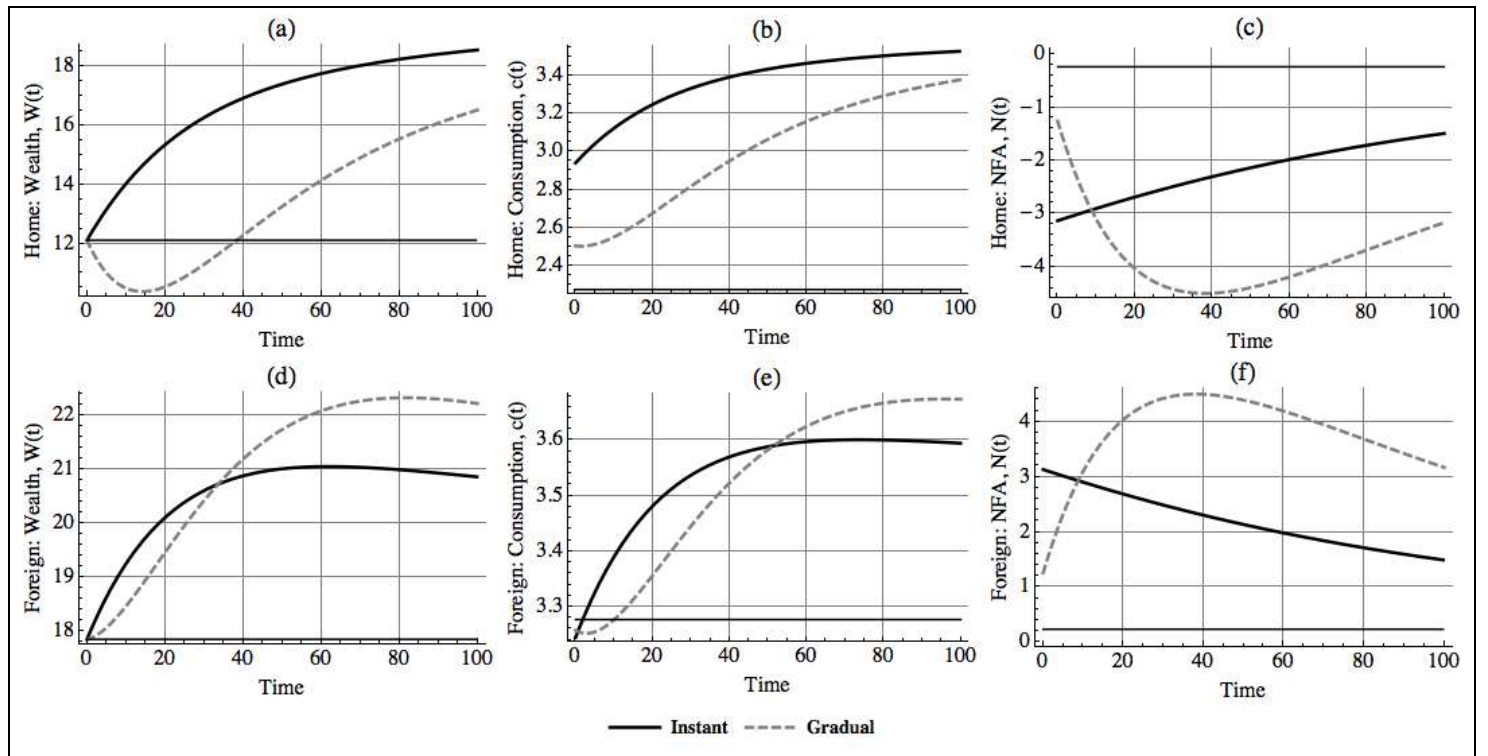 (a)
Home: Wealth, W(t)
18
16
14
12
0 20 40 60 80 100
Time
(b)
Home: Consumption, c(t)
3.4
3.2
3.0
2.8
2.6
2.4
0 20 40 60 80 100
Time
(c)
Home: NFA, N(t)
0
−1
−2
−3
−4
0 20 40 60 80 100
Time
(d)
Foreign: Wealth, W(t)
22
21
20
19
18
0 20 40 60 80 100
Time
(e)
Foreign: Consumption, c(t)
3.6
3.5
3.4
3.3
0 20 40 60 80 100
Time
(f)
Foreign: NFA, N(t)
4
3
2
1
0
0 20 40 60 80 100
Time
Instant Gradual